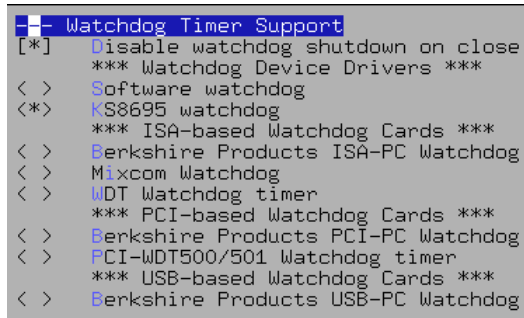 --- Watchdog Timer Support
[*]   Disable watchdog shutdown on close
      *** Watchdog Device Drivers ***
< >   Software watchdog
<*>   KS8695 watchdog
      *** ISA-based Watchdog Cards ***
< >   Berkshire Products ISA-PC Watchdog
< >   Mixcom Watchdog
< >   WDT Watchdog timer
      *** PCI-based Watchdog Cards ***
< >   Berkshire Products PCI-PC Watchdog
< >   PCI-WDT500/501 Watchdog timer
      *** USB-based Watchdog Cards ***
< >   Berkshire Products USB-PC Watchdog